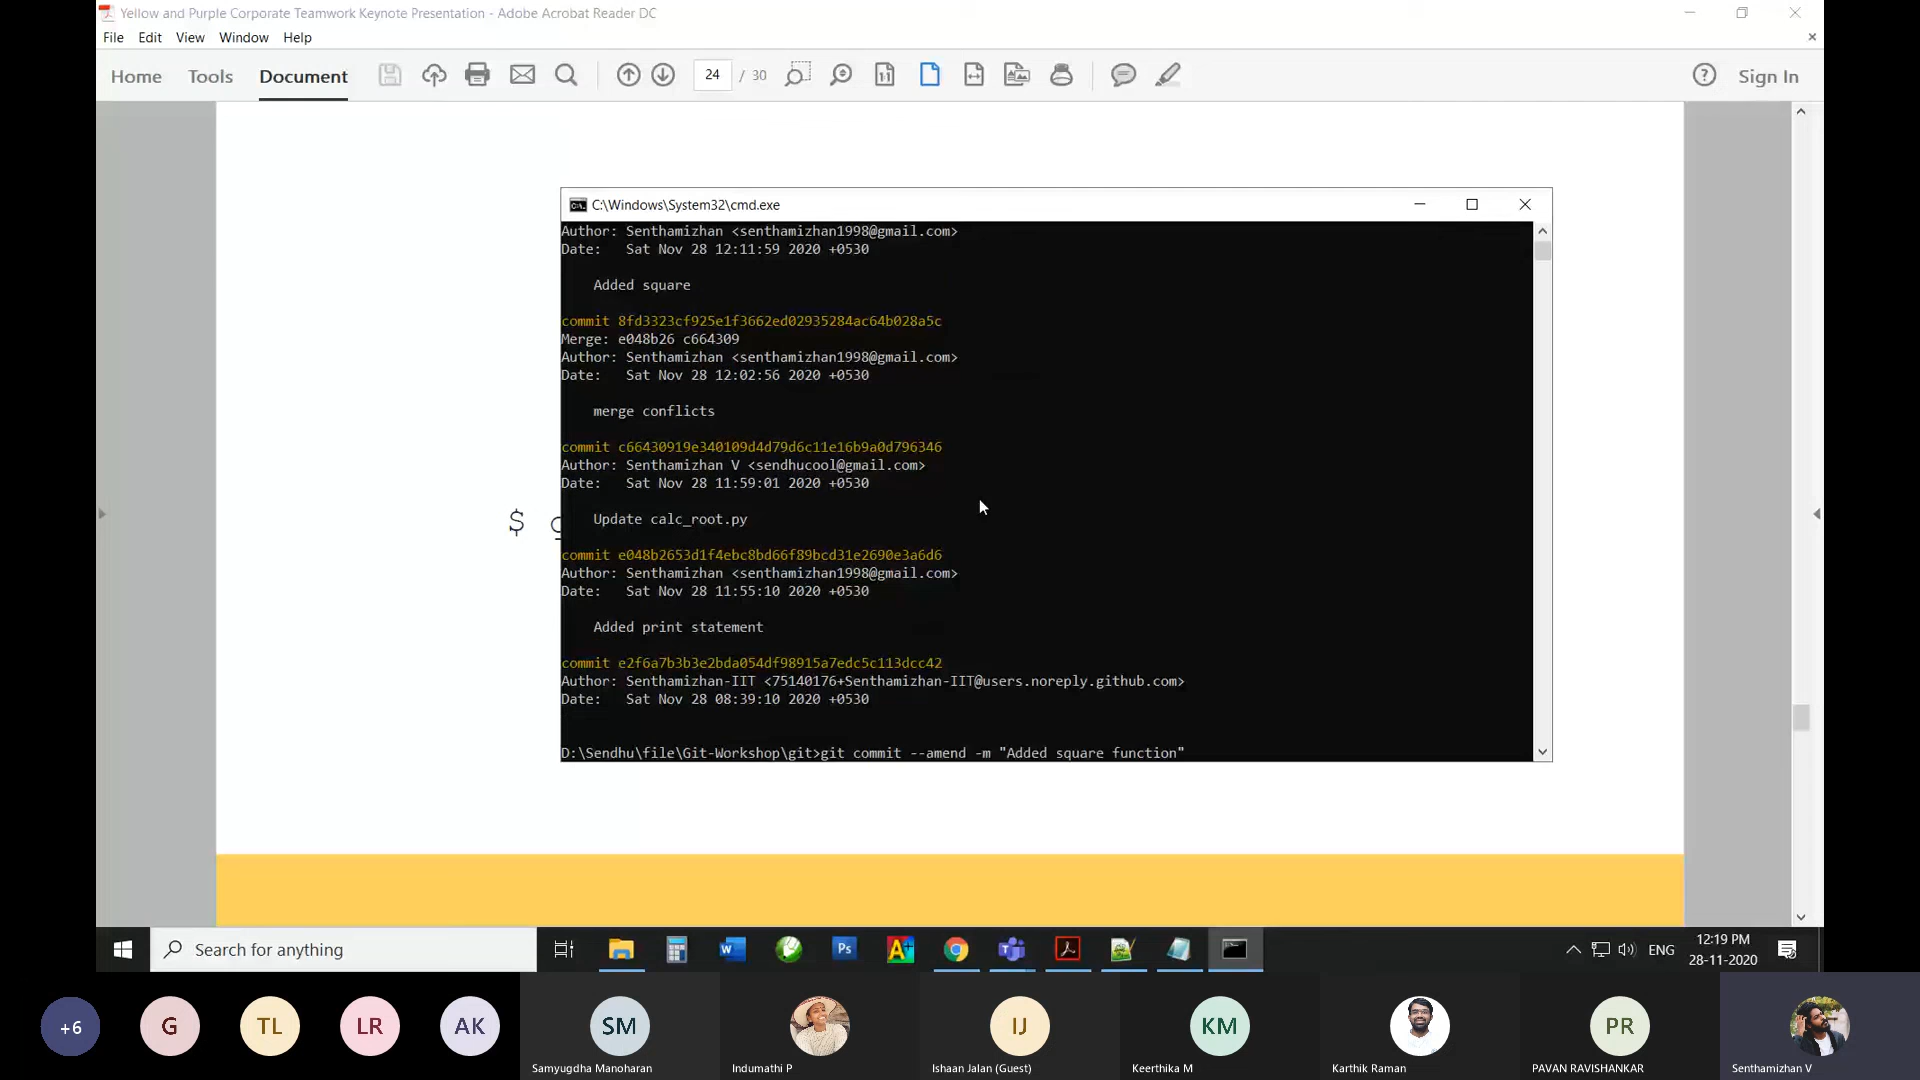 Yellow and Purple Corporate Teamwork Keynote Presentation - Adobe Acrobat Reader DC
File Edit View Window Help
Home Tools Document 24 / 30 Sign In
C:\Windows\System32\cmd.exe
Author: Senthamizhan <senthamizhan1998@gmail.com>
Date: Sat Nov 28 12:11:59 2020 +0530
Added square
commit 8fd3323cf925e1f3662ed02935284ac64b028a5c
Merge: e048b26 c664309
Author: Senthamizhan <senthamizhan1998@gmail.com>
Date: Sat Nov 28 12:02:56 2020 +0530
merge conflicts
commit c66430919e340109d4d79d6c11e16b9a0d796346
Author: Senthamizhan V <sendhucool@gmail.com>
Date: Sat Nov 28 11:59:01 2020 +0530
$
Update calc_root.py
commit e048b2653d1f4ebc8bd66f89bcd31e2690e3a6d6
Author: Senthamizhan <senthamizhan1998@gmail.com>
Date: Sat Nov 28 11:55:10 2020 +0530
Added print statement
commit e2f6a7b3b3e2bda054df98915a7edc5c113dcc42
Author: Senthamizhan-IIT <75140176+Senthamizhan-IIT@users.noreply.github.com>
Date: Sat Nov 28 08:39:10 2020 +0530
D:\Sendhu\file\Git-Workshop\git>git commit --amend -m "Added square function"
Search for anything
ENG
12:19 PM
28-11-2020
+6 G TL LR AK SM IJ KM PR
Samyugdha Manoharan Indumathi P Ishaan Jalan (Guest) Keerthika M Karthik Raman PAVAN RAVISHANKAR Senthamizhan V